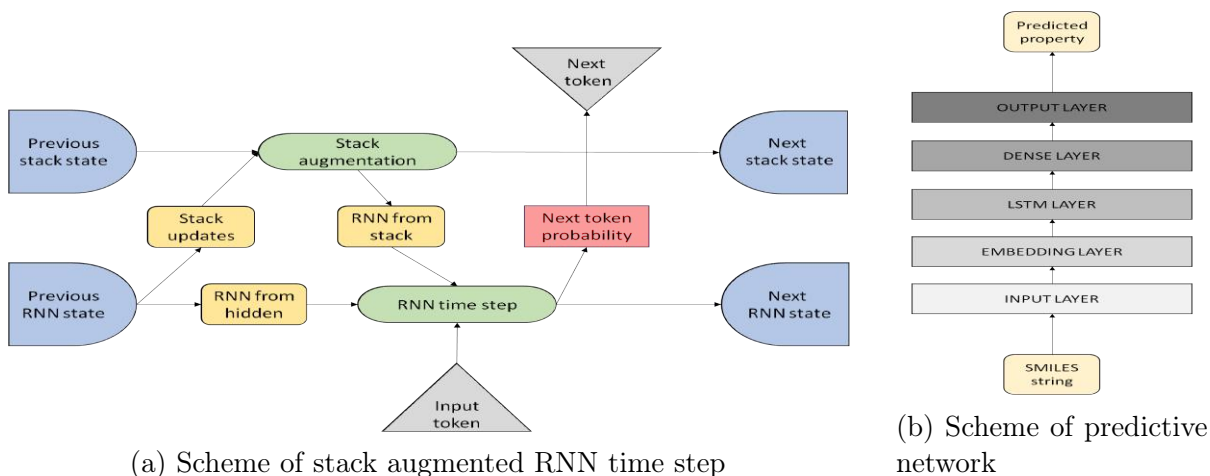 Next
token
Previous
stack state
Stack
augmentation
Next
stack state
Stack
updates
RNN from
stack
Next token
probability
Previous
RNN state
RNN from
hidden
RNN time step
Next
RNN state
Input
token
(a) Scheme of stack augmented RNN time step
Predicted
property
OUTPUT LAYER
DENSE LAYER
LSTM LAYER
EMBEDDING LAYER
INPUT LAYER
SMILES
string
(b) Scheme of predictive
network